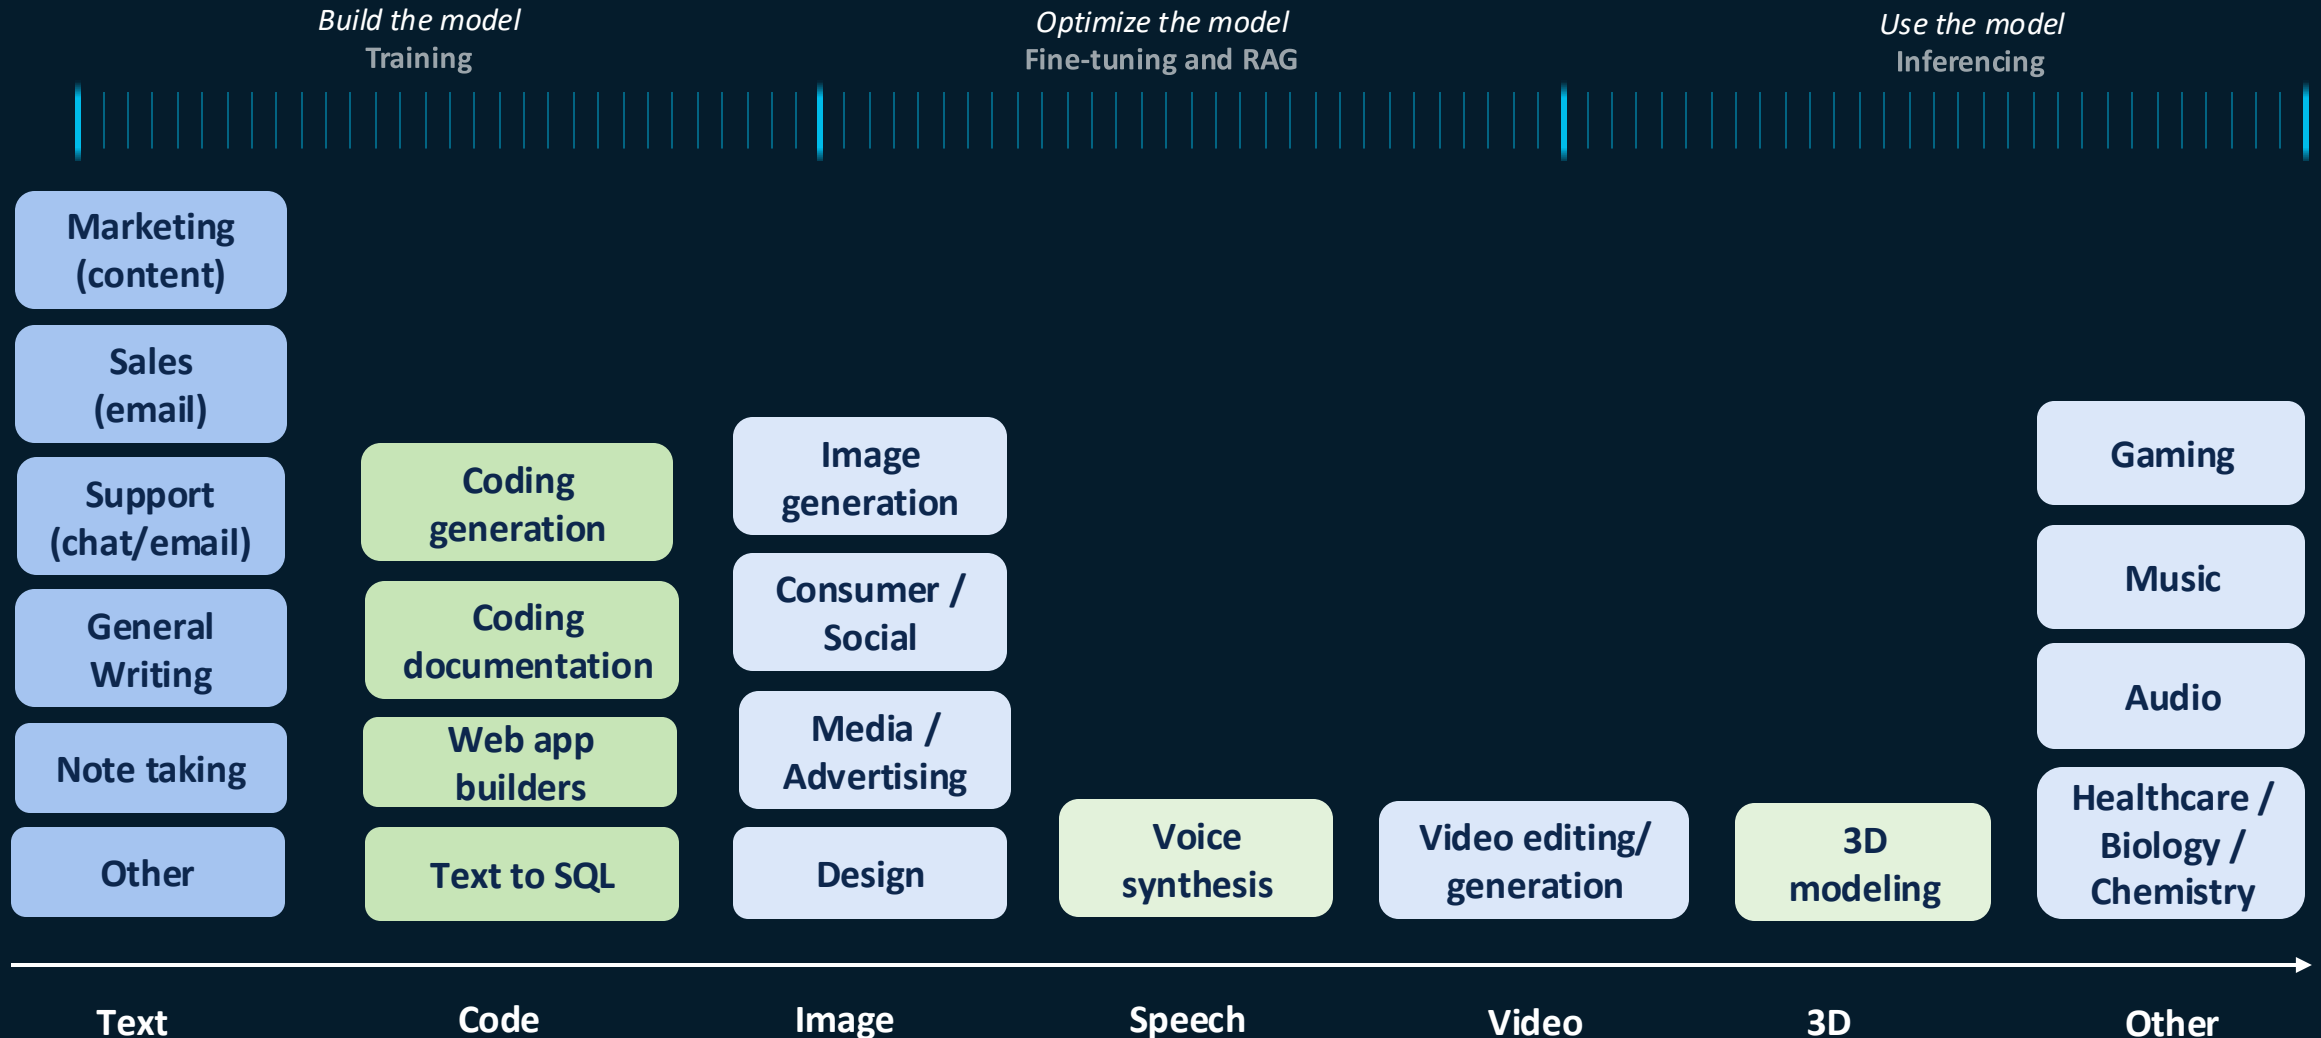 Build the model
Training
Optimize the model
Fine-tuning and RAG
Use the model
Inferencing
Marketing
(content)
Sales
(email)
Support
(chat/email)
General
Writing
Note taking
Other
Coding
generation
Coding
documentation
Web app
builders
Text to SQL
Image
generation
Consumer /
Social
Media /
Advertising
Design
Voice
synthesis
Video editing/
generation
3D
modeling
Gaming
Music
Audio
Healthcare /
Biology /
Chemistry
Text
Code
Image
Speech
Video
3D
Other